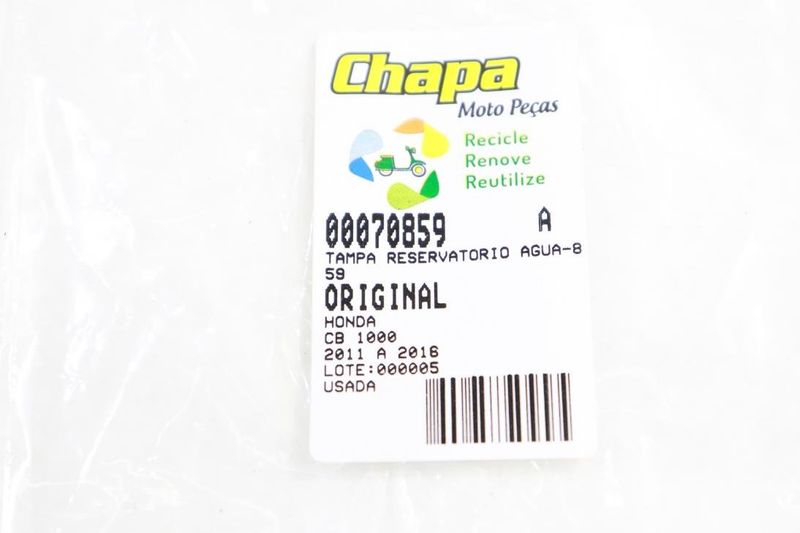 Chapa
Moto Peças
Recicle
Renove
Reutilize
00070859 A
TAMPA RESERVATORIO AGUA-8
59
ORIGINAL
HONDA
CB 1000
2011 A 2016
LOTE:000005
USADA